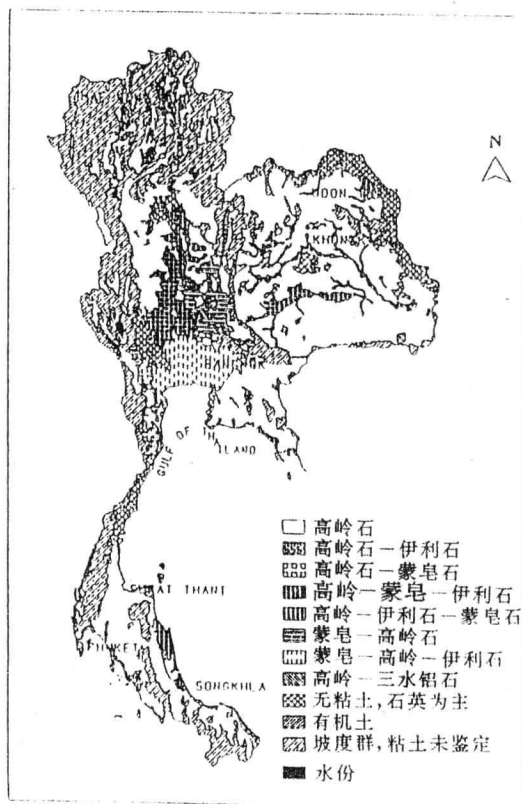 N
UDON
KHON
GULF OF THAILAND
SURAT THANI
PHUKET
SONGKHLA
高岭石
高岭石－伊利石
高岭石－蒙皂石
高岭－蒙皂－伊利石
高岭－伊利石－蒙皂石
蒙皂－高岭石
蒙皂－高岭－伊利石
高岭－三水铝石
无粘土,石英为主
有机土
坡度群,粘土未鉴定
水份